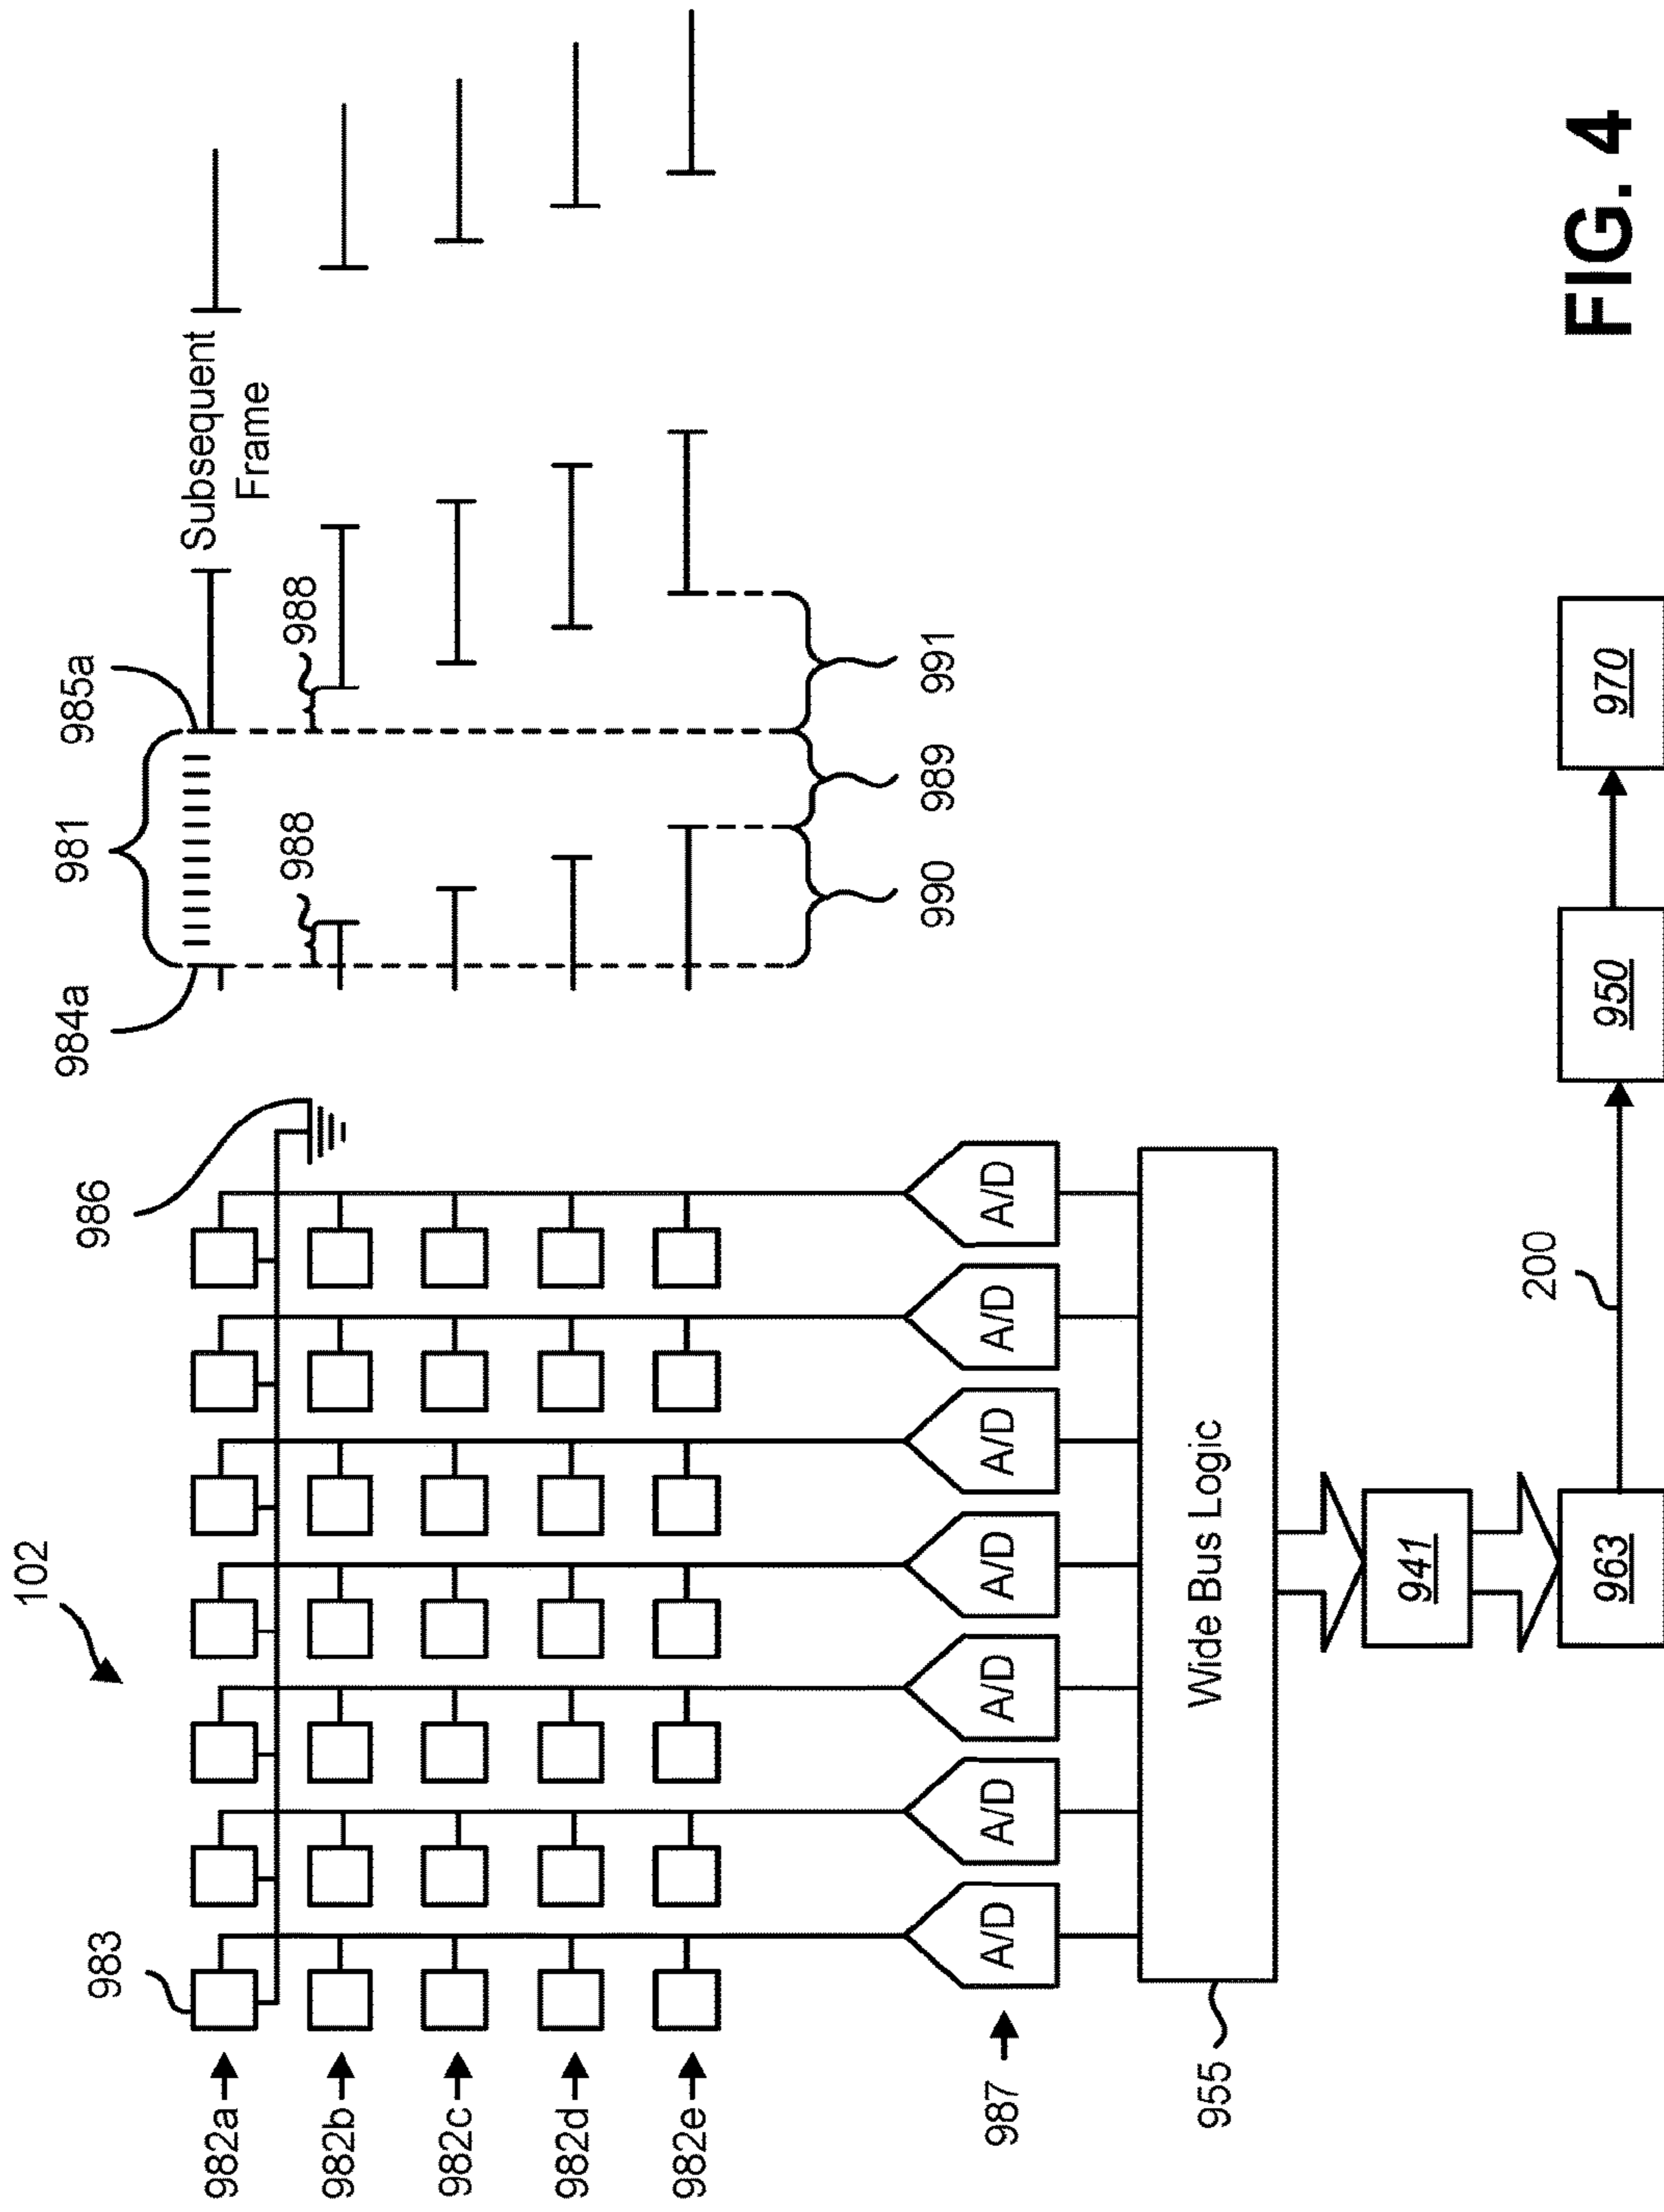 102
983
986
984a
981
985a
982a
982b
982c
982d
982e
988
988
Subsequent
Frame
990
989
991
987
A/D
A/D
A/D
A/D
A/D
A/D
A/D
955
Wide Bus Logic
941
963
200
950
970
FIG. 4